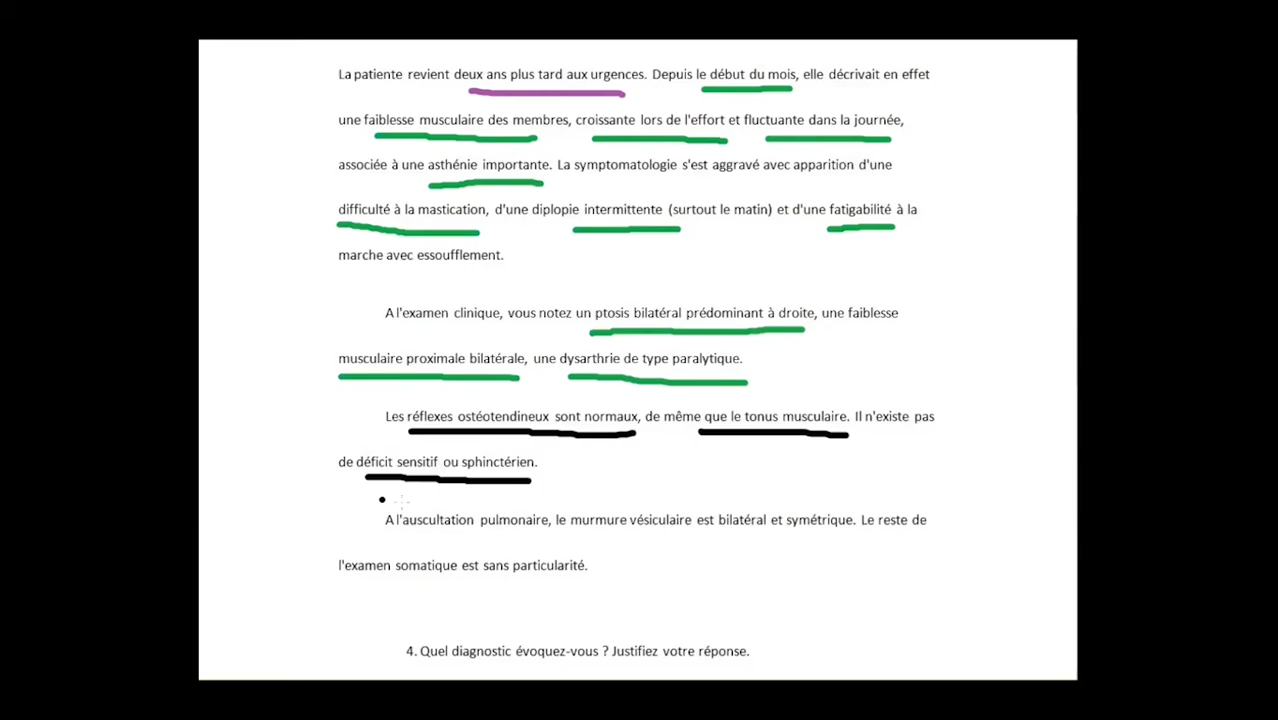 La patiente revient deux ans plus tard aux urgences. Depuis le début du mois, elle décrivait en effet
une faiblesse musculaire des membres, croissante lors de l'effort et fluctuante dans la journée,
associée à une asthénie importante. La symptomatologie s'est aggravé avec apparition d'une
difficulté à la mastication, d'une diplopie intermittente (surtout le matin) et d'une fatigabilité à la
marche avec essoufflement.
A l'examen clinique, vous notez un ptosis bilatéral prédominant à droite, une faiblesse
musculaire proximale bilatérale, une dysarthrie de type paralytique.
Les réflexes ostéotendineux sont normaux, de même que le tonus musculaire. Il n'existe pas
de déficit sensitif ou sphinctérien.
A l'auscultation pulmonaire, le murmure vésiculaire est bilatéral et symétrique. Le reste de
l'examen somatique est sans particularité.
4. Quel diagnostic évoquez-vous ? Justifiez votre réponse.